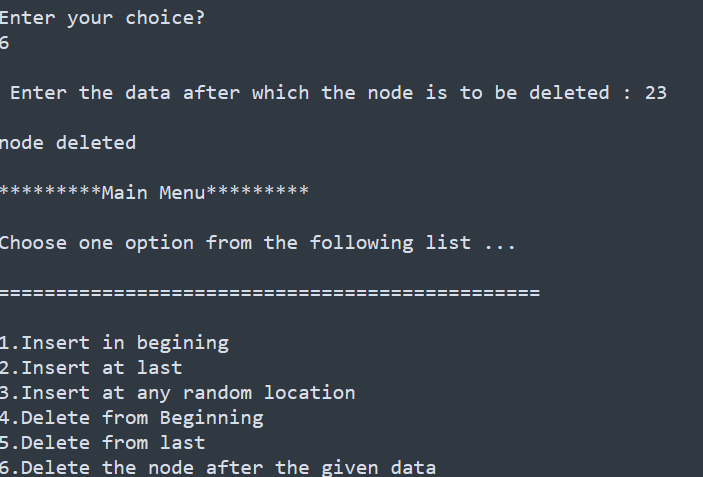 Enter your choice?
6
Enter the data after which the node is to be deleted : 23
node deleted
*********Main Menu*********
Choose one option from the following list ...
===============================================
1.Insert in begining
2.Insert at last
3.Insert at any random location
4.Delete from Beginning
5.Delete from last
6.Delete the node after the given data